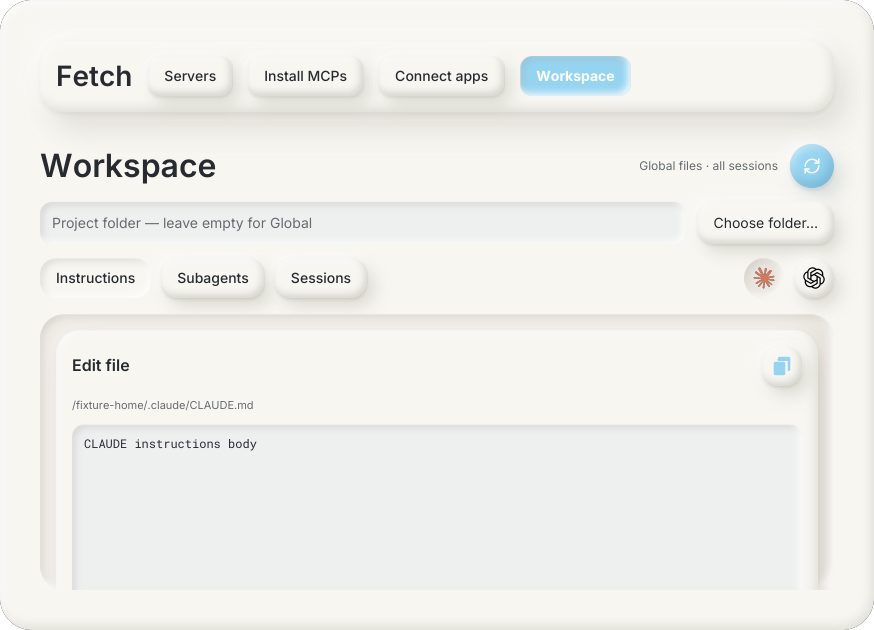 Fetch
Servers
Install MCPs
Connect apps
Workspace
Workspace
Global files · all sessions
Project folder — leave empty for Global
Choose folder...
Instructions
Subagents
Sessions
Edit file
/fixture-home/.claude/CLAUDE.md
CLAUDE instructions body